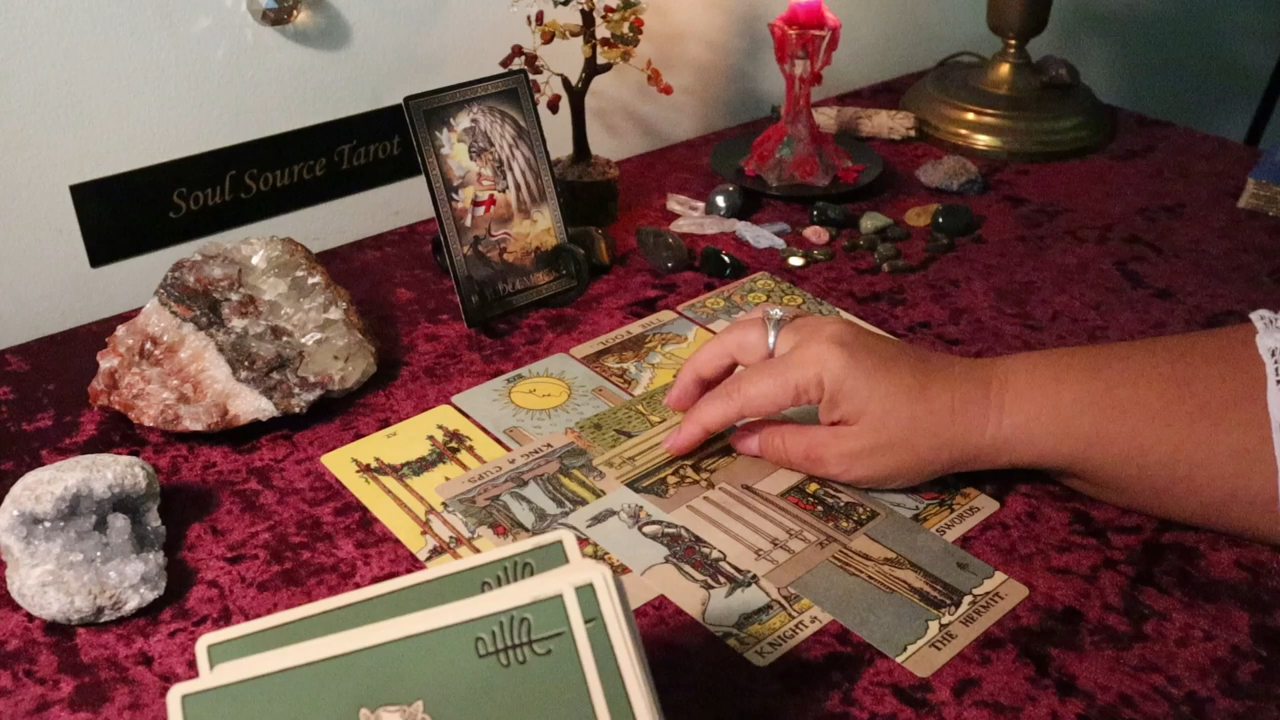 Soul Source Tarot
THE FOOL.
KING of CUPS.
KNIGHT of
SWORDS.
THE HERMIT.